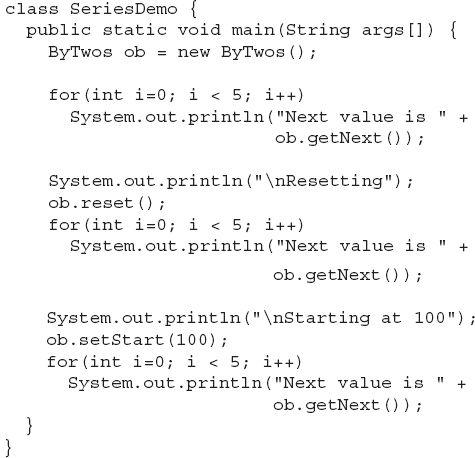 class SeriesDemo {
  public static void main(String args[]) {
    ByTwos ob = new ByTwos();

    for(int i=0; i < 5; i++)
      System.out.println("Next value is " +
                         ob.getNext());

    System.out.println("\nResetting");
    ob.reset();
    for(int i=0; i < 5; i++)
      System.out.println("Next value is " +
                         ob.getNext());

    System.out.println("\nStarting at 100");
    ob.setStart(100);
    for(int i=0; i < 5; i++)
      System.out.println("Next value is " +
                         ob.getNext());
  }
}